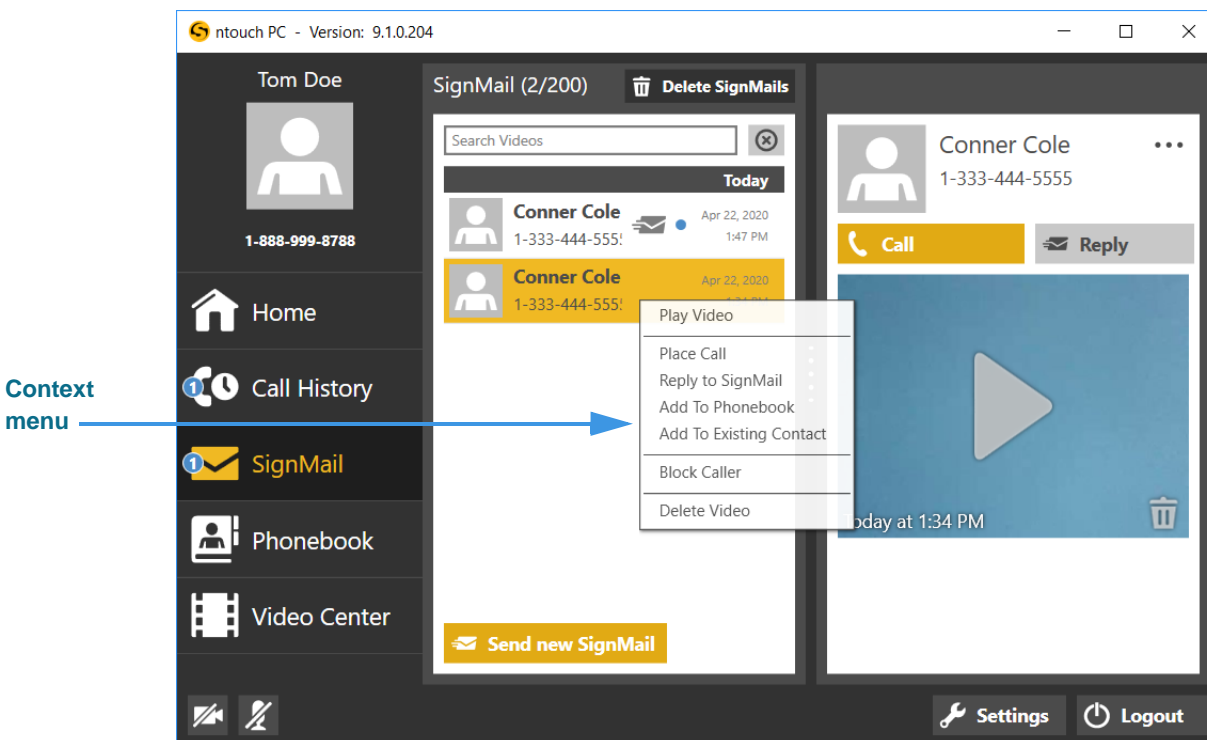 ntouch PC - Version: 9.1.0.204
Tom Doe
1-888-999-8788
Home
1
Call History
1
SignMail
Phonebook
Video Center
Context
menu
SignMail (2/200)
Delete SignMails
Search Videos
Today
Conner Cole
1-333-444-555
Apr 22, 2020
1:47 PM
Conner Cole
1-333-444-555
Apr 22, 2020
Play Video
Place Call
Reply to SignMail
Add To Phonebook
Add To Existing Contact
Block Caller
Delete Video
Send new SignMail
Conner Cole
1-333-444-5555
Call
Reply
Today at 1:34 PM
Settings
Logout